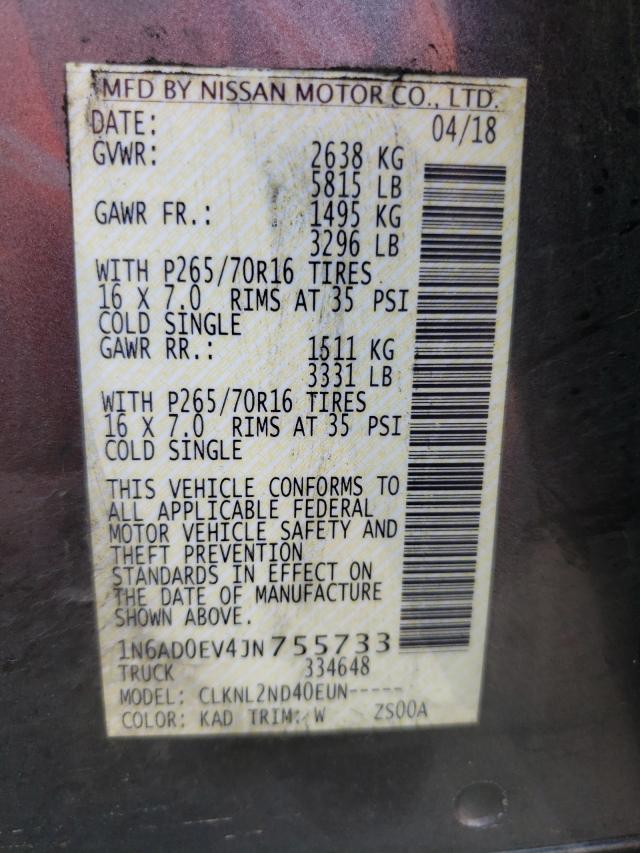 MFD BY NISSAN MOTOR CO., LTD.
DATE: 04/18
GVWR: 2638 KG
5815 LB
GAWR FR.: 1495 KG
3296 LB
WITH P265/70R16 TIRES
16 X 7.0 RIMS AT 35 PSI
COLD SINGLE
GAWR RR.: 1511 KG
3331 LB
WITH P265/70R16 TIRES
16 X 7.0 RIMS AT 35 PSI
COLD SINGLE
THIS VEHICLE CONFORMS TO
ALL APPLICABLE FEDERAL
MOTOR VEHICLE SAFETY AND
THEFT PREVENTION
STANDARDS IN EFFECT ON
THE DATE OF MANUFACTURE
SHOWN ABOVE.
1N6AD0EV4JN755733
TRUCK 334648
MODEL: CLKNL2ND40EUN-----
COLOR: KAD TRIM: W ZS00A